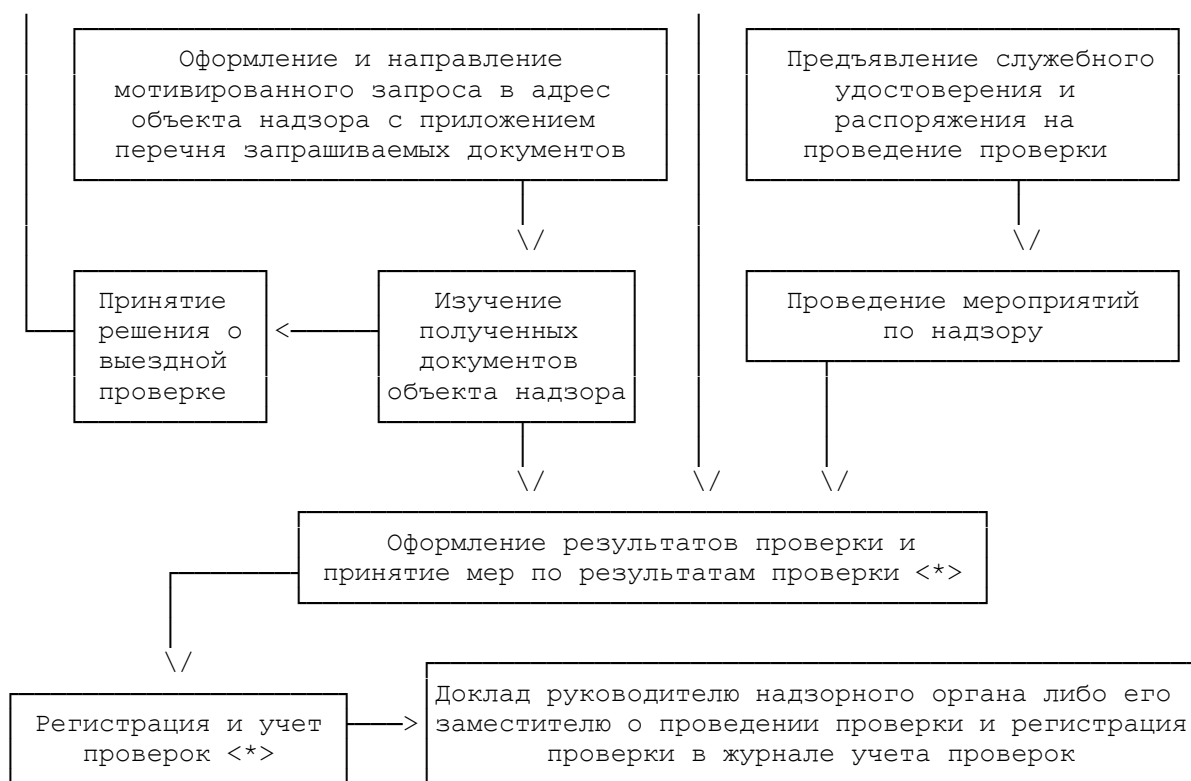 Оформление и направление
мотивированного запроса в адрес
объекта надзора с приложением
перечня запрашиваемых документов
Предъявление служебного
удостоверения и
распоряжения на
проведение проверки
\/
\/
Принятие
решения о
выездной
проверке
<
Изучение
полученных
документов
объекта надзора
Проведение мероприятий
по надзору
\/
\/
\/
Оформление результатов проверки и
принятие мер по результатам проверки <*>
\/
Регистрация и учет
проверок <*>
>
Доклад руководителю надзорного органа либо его
заместителю о проведении проверки и регистрация
проверки в журнале учета проверок